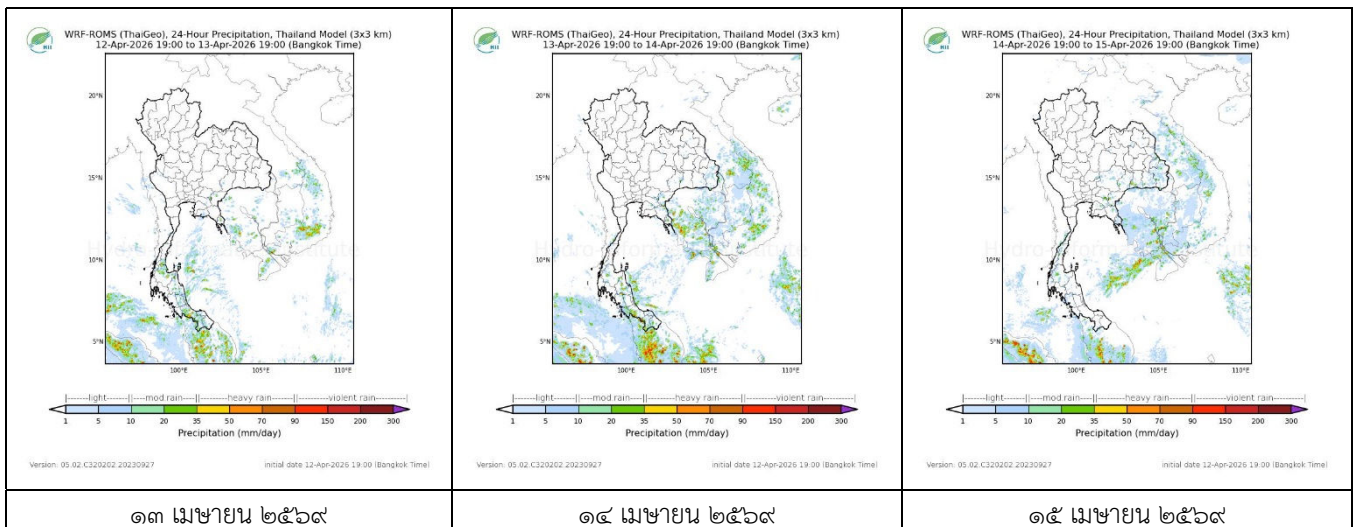 HII
WRF-ROMS (ThaiGeo), 24-Hour Precipitation, Thailand Model (3x3 km)
12-Apr-2026 19:00 to 13-Apr-2026 19:00 (Bangkok Time)
20°N
15°N
10°N
5°N
100°E 105°E 110°E
|-------light-------||----mod rain----||-------heavy rain-------||-------violent rain-------
1 5 10 20 35 50 70 90 150 200 300
Precipitation (mm/day)
Version: 05.02.C320202.20230927 initial date 12-Apr-2026 19:00 (Bangkok Time)
๑๓ เมษายน ๒๕๖๙
HII
WRF-ROMS (ThaiGeo), 24-Hour Precipitation, Thailand Model (3x3 km)
13-Apr-2026 19:00 to 14-Apr-2026 19:00 (Bangkok Time)
20°N
15°N
10°N
5°N
100°E 105°E 110°E
|-------light-------||----mod rain----||-------heavy rain-------||-------violent rain-------
1 5 10 20 35 50 70 90 150 200 300
Precipitation (mm/day)
Version: 05.02.C320202.20230927 initial date 12-Apr-2026 19:00 (Bangkok Time)
๑๔ เมษายน ๒๕๖๙
HII
WRF-ROMS (ThaiGeo), 24-Hour Precipitation, Thailand Model (3x3 km)
14-Apr-2026 19:00 to 15-Apr-2026 19:00 (Bangkok Time)
20°N
15°N
10°N
5°N
100°E 105°E 110°E
|-------light-------||----mod rain----||-------heavy rain-------||-------violent rain-------
1 5 10 20 35 50 70 90 150 200 300
Precipitation (mm/day)
Version: 05.02.C320202.20230927 initial date 12-Apr-2026 19:00 (Bangkok Time)
๑๕ เมษายน ๒๕๖๙